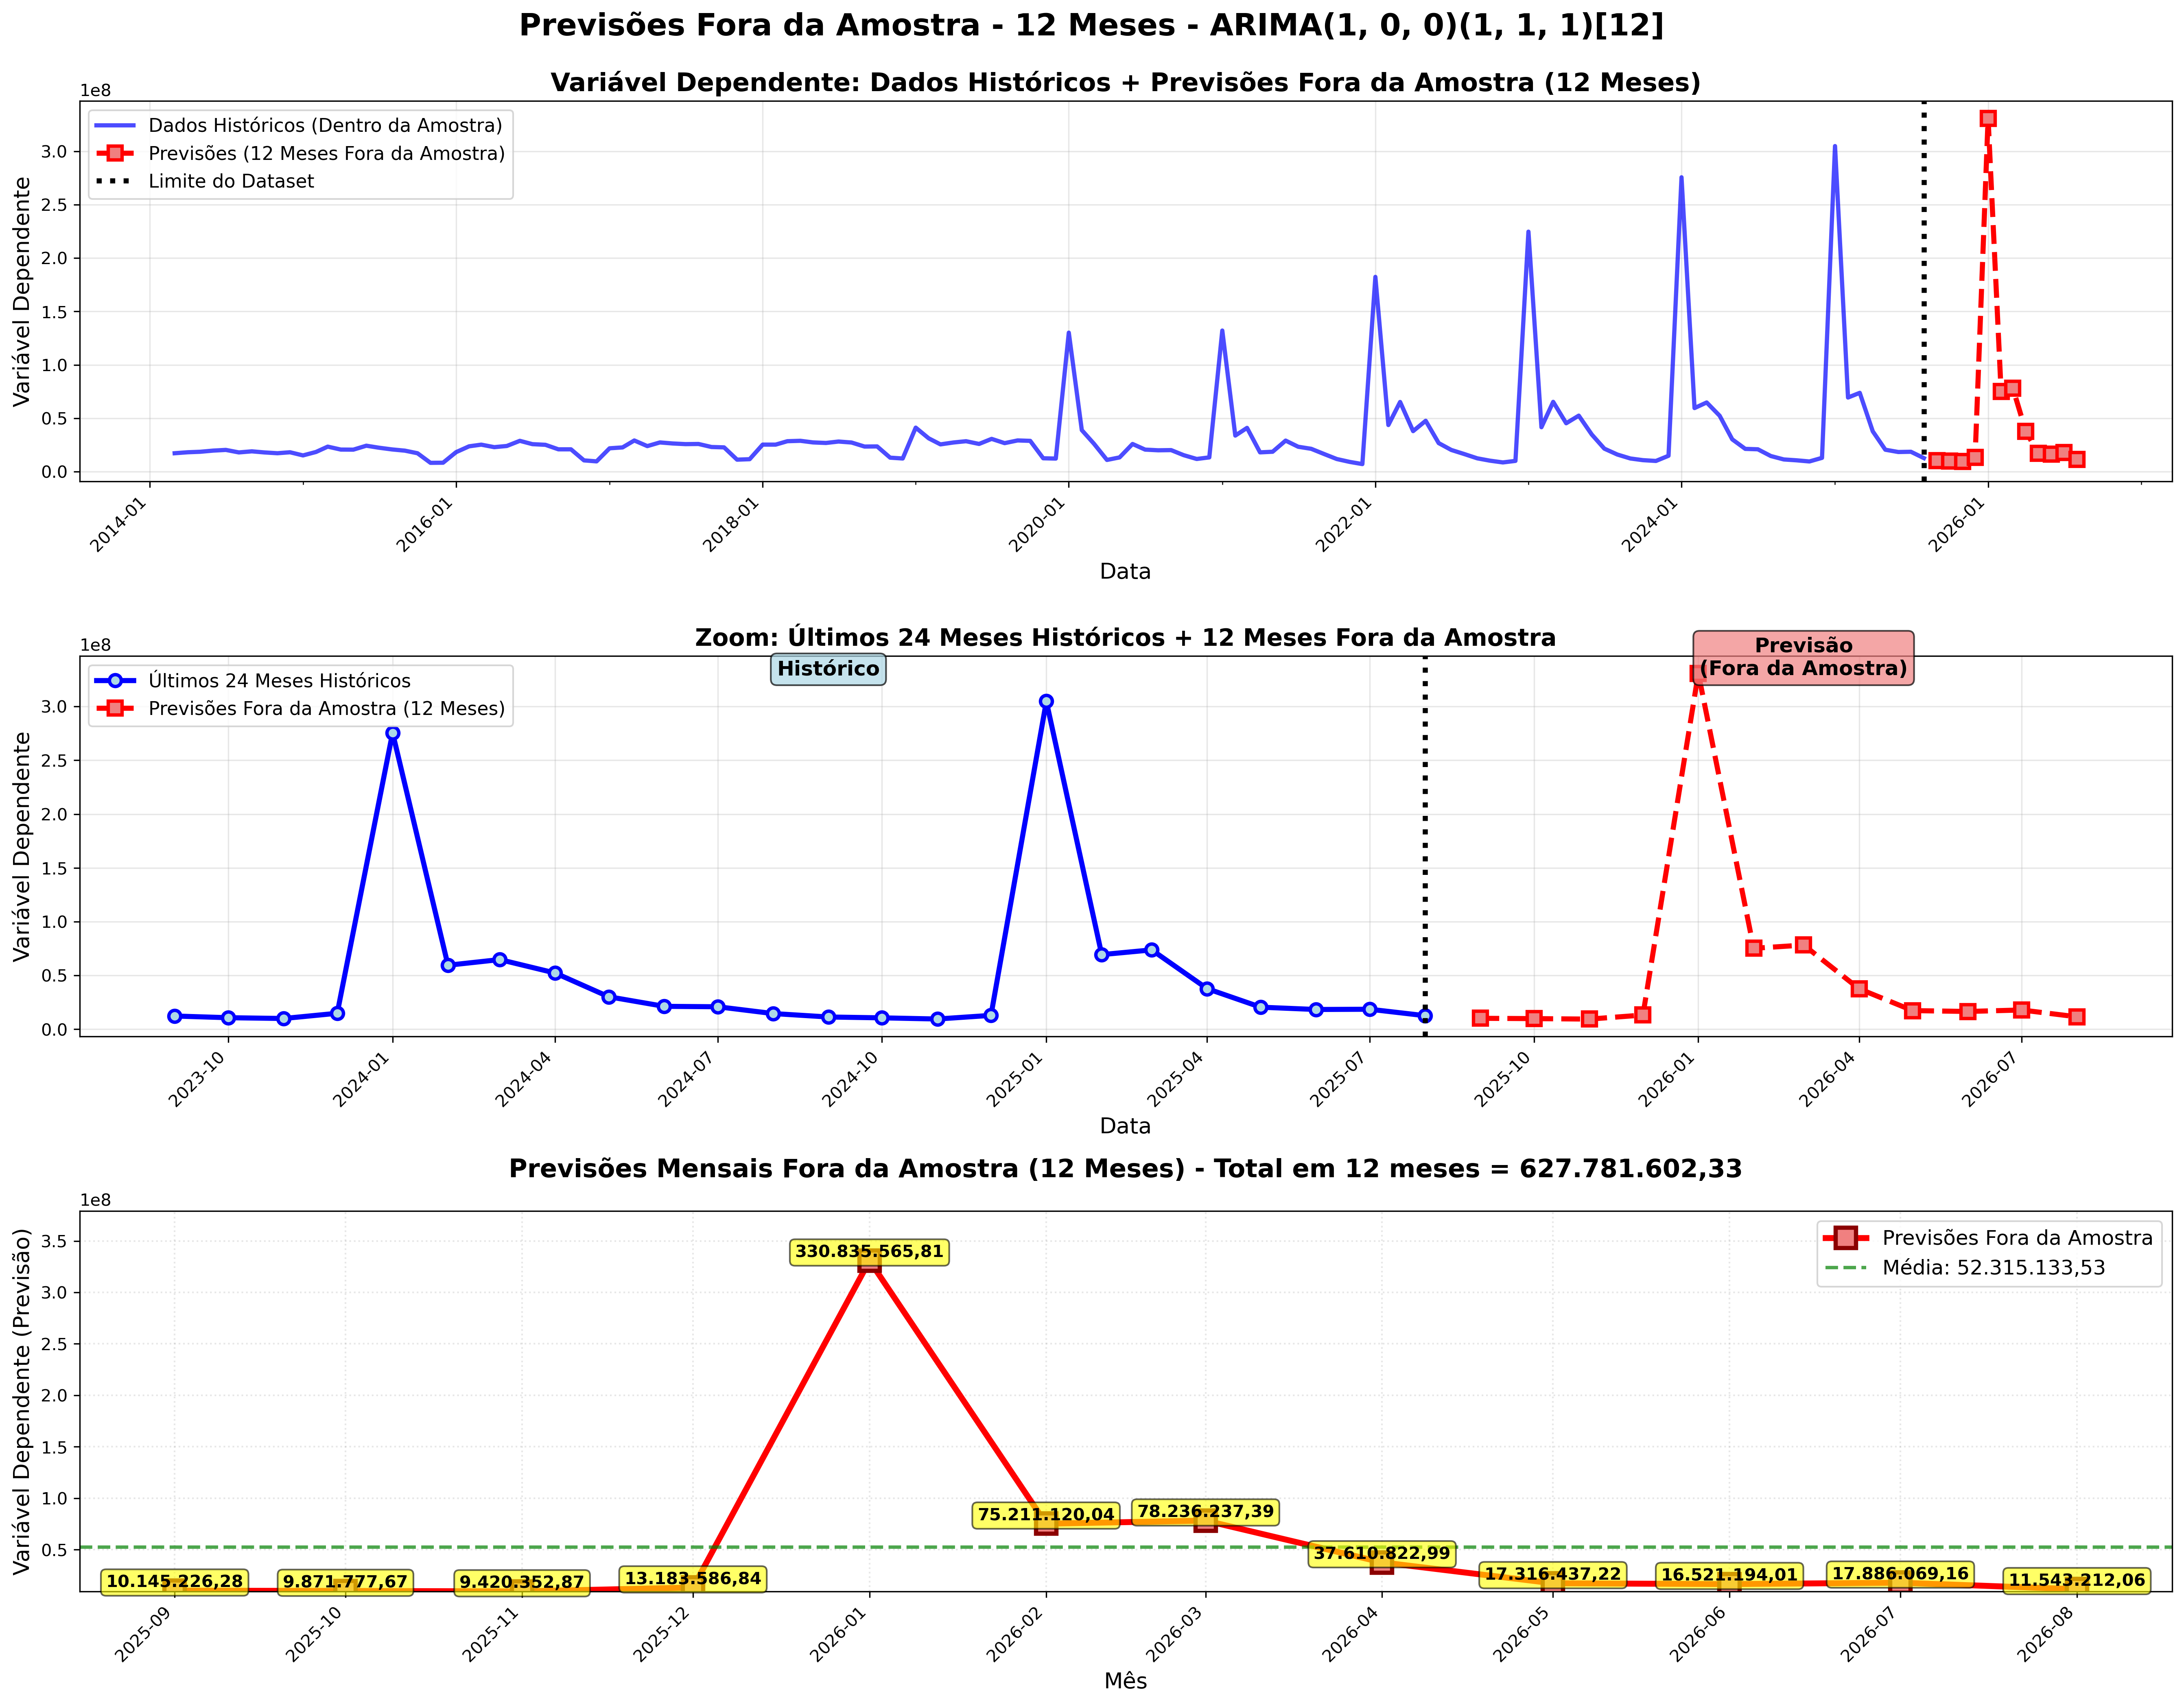 Previsões Fora da Amostra - 12 Meses - ARIMA(1, 0, 0)(1, 1, 1)[12]
Variável Dependente: Dados Históricos + Previsões Fora da Amostra (12 Meses)
1e8
Dados Históricos (Dentro da Amostra)
Previsões (12 Meses Fora da Amostra)
Limite do Dataset
Variável Dependente
3.0
2.5
2.0
1.5
1.0
0.5
0.0
2014-01
2016-01
2018-01
2020-01
2022-01
2024-01
2026-01
Data
Zoom: Últimos 24 Meses Históricos + 12 Meses Fora da Amostra
1e8
Últimos 24 Meses Históricos
Previsões Fora da Amostra (12 Meses)
Histórico
Previsão
(Fora da Amostra)
Variável Dependente
3.0
2.5
2.0
1.5
1.0
0.5
0.0
2023-10
2024-01
2024-04
2024-07
2024-10
2025-01
2025-04
2025-07
2025-10
2026-01
2026-04
2026-07
Data
Previsões Mensais Fora da Amostra (12 Meses) - Total em 12 meses = 627.781.602,33
1e8
Previsões Fora da Amostra
Média: 52.315.133,53
Variável Dependente (Previsão)
3.5
3.0
2.5
2.0
1.5
1.0
0.5
10.145.226,28
9.871.777,67
9.420.352,87
13.183.586,84
330.835.565,81
75.211.120,04
78.236.237,39
37.610.822,99
17.316.437,22
16.521.194,01
17.886.069,16
11.543.212,06
2025-09
2025-10
2025-11
2025-12
2026-01
2026-02
2026-03
2026-04
2026-05
2026-06
2026-07
2026-08
Mês